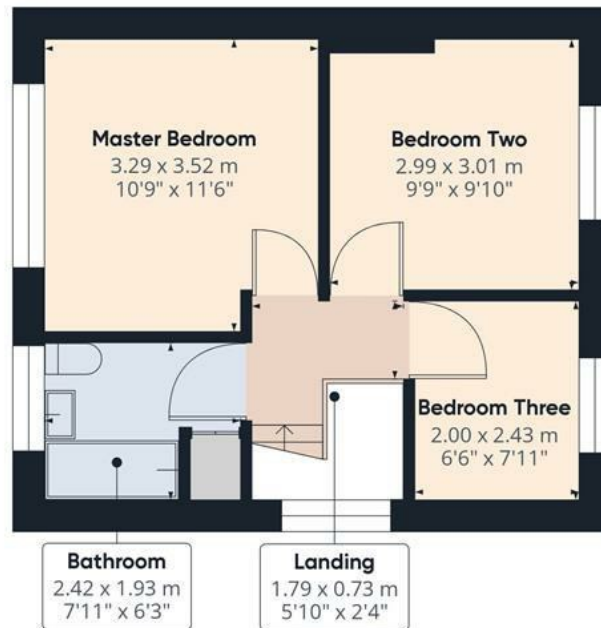 Master Bedroom
3.29 x 3.52 m
10'9" x 11'6"
Bedroom Two
2.99 x 3.01 m
9'9" x 9'10"
Bedroom Three
2.00 x 2.43 m
6'6" x 7'11"
Bathroom
2.42 x 1.93 m
7'11" x 6'3"
Landing
1.79 x 0.73 m
5'10" x 2'4"